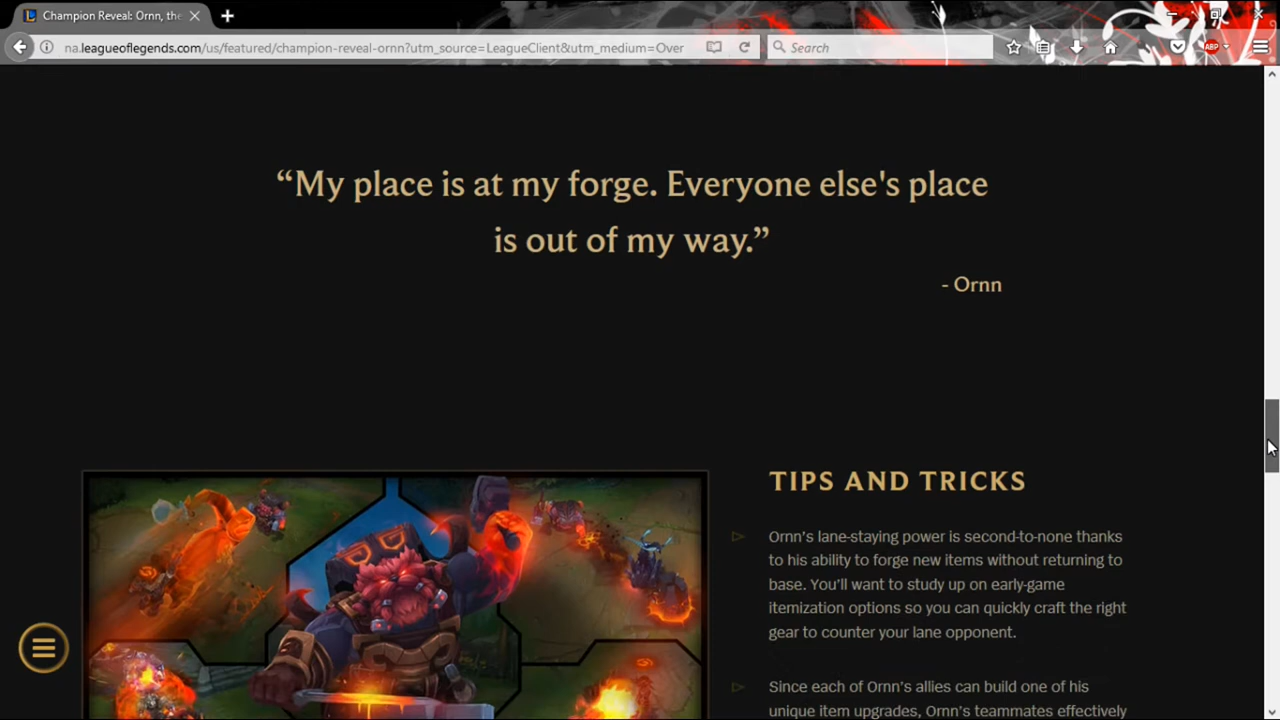 Champion Reveal: Ornn, the
na.leagueoflegends.com/us/featured/champion-reveal-ornn?utm_source=LeagueClient&utm_medium=Over
Search
ABP
“My place is at my forge. Everyone else's place
is out of my way.”
- Ornn
TIPS AND TRICKS
Ornn's lane-staying power is second-to-none thanks
to his ability to forge new items without returning to
base. You'll want to study up on early-game
itemization options so you can quickly craft the right
gear to counter your lane opponent.
Since each of Ornn's allies can build one of his
unique item upgrades, Ornn's teammates effectively